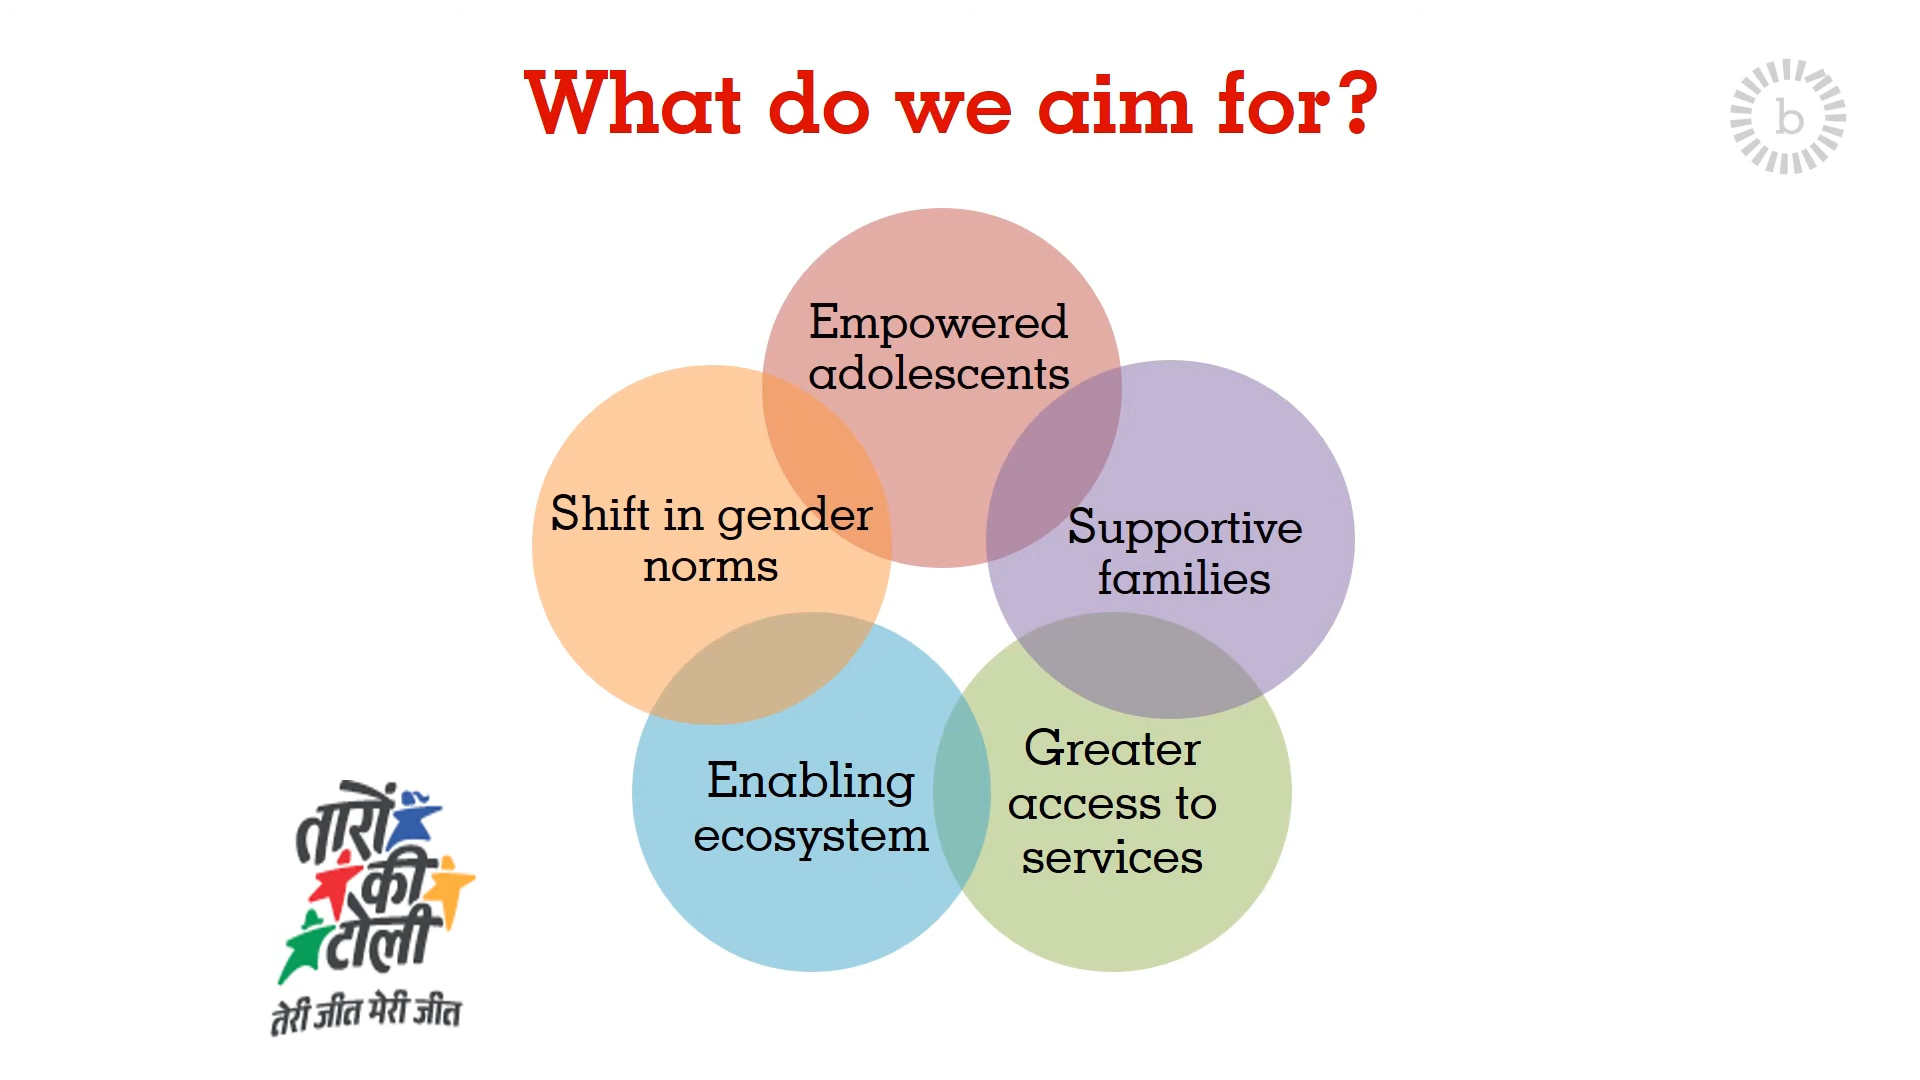 What do we aim for?
b
Empowered
adolescents
Shift in gender
norms
Supportive
families
Enabling
ecosystem
Greater
access to
services
तारों
की
टोली
तेरी जीत मेरी जीत